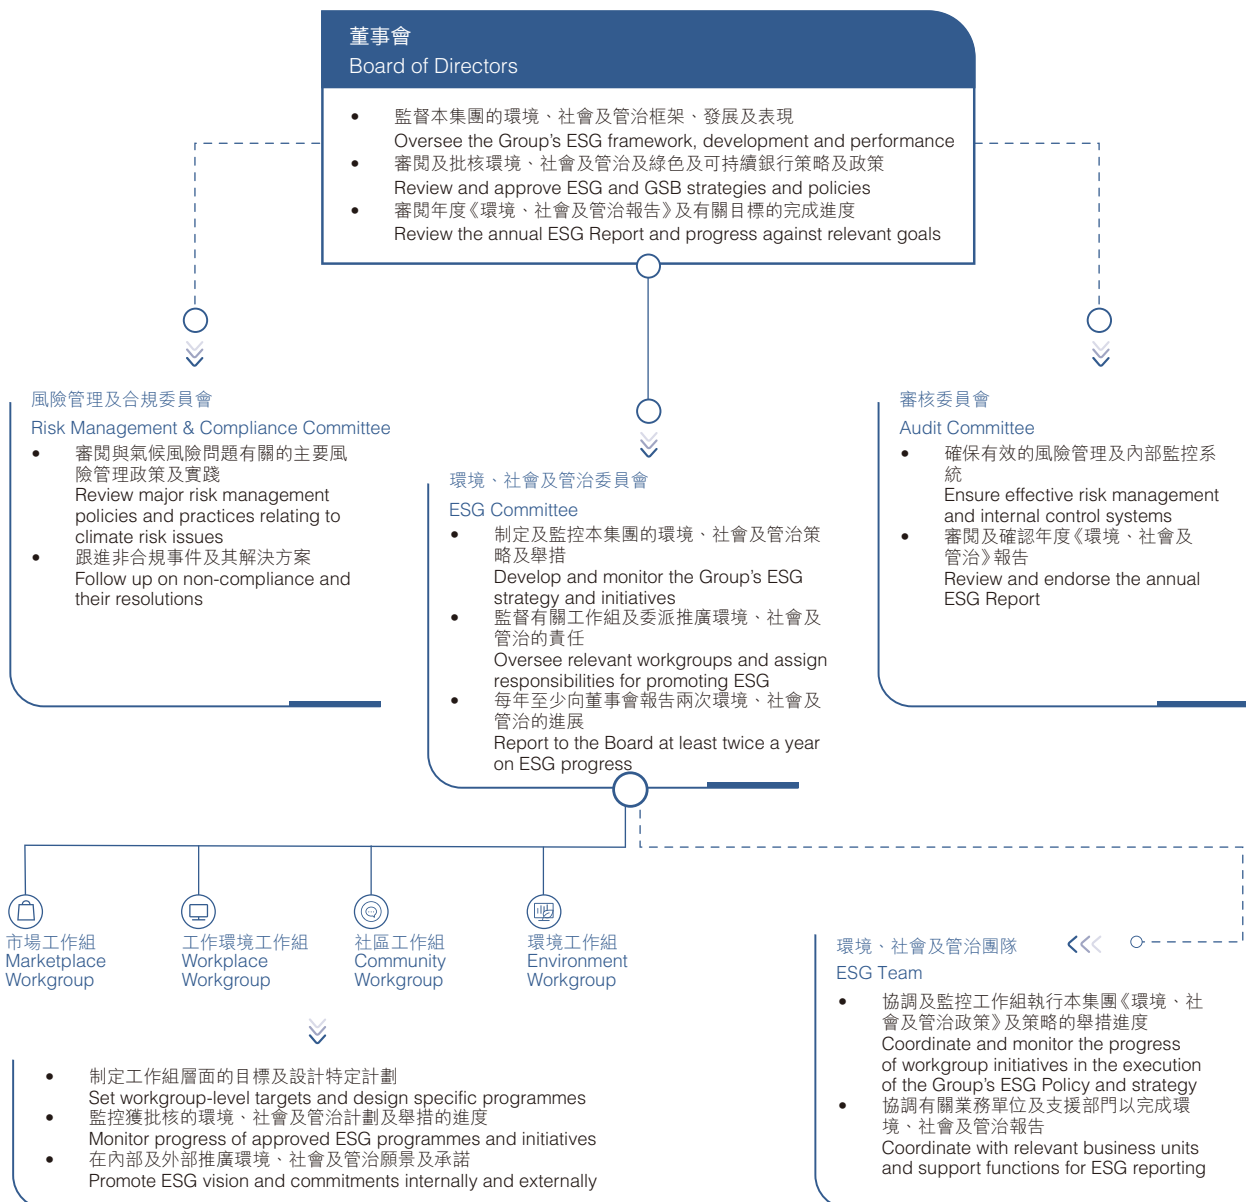 董事會
Board of Directors
• 監督本集團的環境、社會及管治框架、發展及表現
Oversee the Group's ESG framework, development and performance
• 審閱及批核環境、社會及管治及綠色及可持續銀行策略及政策
Review and approve ESG and GSB strategies and policies
• 審閱年度《環境、社會及管治報告》及有關目標的完成進度
Review the annual ESG Report and progress against relevant goals
風險管理及合規委員會
Risk Management & Compliance Committee
• 審閱與氣候風險問題有關的主要風
險管理政策及實踐
Review major risk management
policies and practices relating to
climate risk issues
• 跟進非合規事件及其解決方案
Follow up on non-compliance and
their resolutions
環境、社會及管治委員會
ESG Committee
• 制定及監控本集團的環境、社會及管治策
略及舉措
Develop and monitor the Group's ESG
strategy and initiatives
• 監督有關工作組及委派推廣環境、社會及
管治的責任
Oversee relevant workgroups and assign
responsibilities for promoting ESG
• 每年至少向董事會報告兩次環境、社會及
管治的進展
Report to the Board at least twice a year
on ESG progress
審核委員會
Audit Committee
• 確保有效的風險管理及內部監控系
統
Ensure effective risk management
and internal control systems
• 審閱及確認年度《環境、社會及
管治》報告
Review and endorse the annual
ESG Report
市場工作組
Marketplace
Workgroup
工作環境工作組
Workplace
Workgroup
社區工作組
Community
Workgroup
環境工作組
Environment
Workgroup
• 制定工作組層面的目標及設計特定計劃
Set workgroup-level targets and design specific programmes
• 監控獲批核的環境、社會及管治計劃及舉措的進度
Monitor progress of approved ESG programmes and initiatives
• 在內部及外部推廣環境、社會及管治願景及承諾
Promote ESG vision and commitments internally and externally
環境、社會及管治團隊
ESG Team
• 協調及監控工作組執行本集團《環境、社
會及管治政策》及策略的舉措進度
Coordinate and monitor the progress
of workgroup initiatives in the execution
of the Group's ESG Policy and strategy
• 協調有關業務單位及支援部門以完成環
境、社會及管治報告
Coordinate with relevant business units
and support functions for ESG reporting